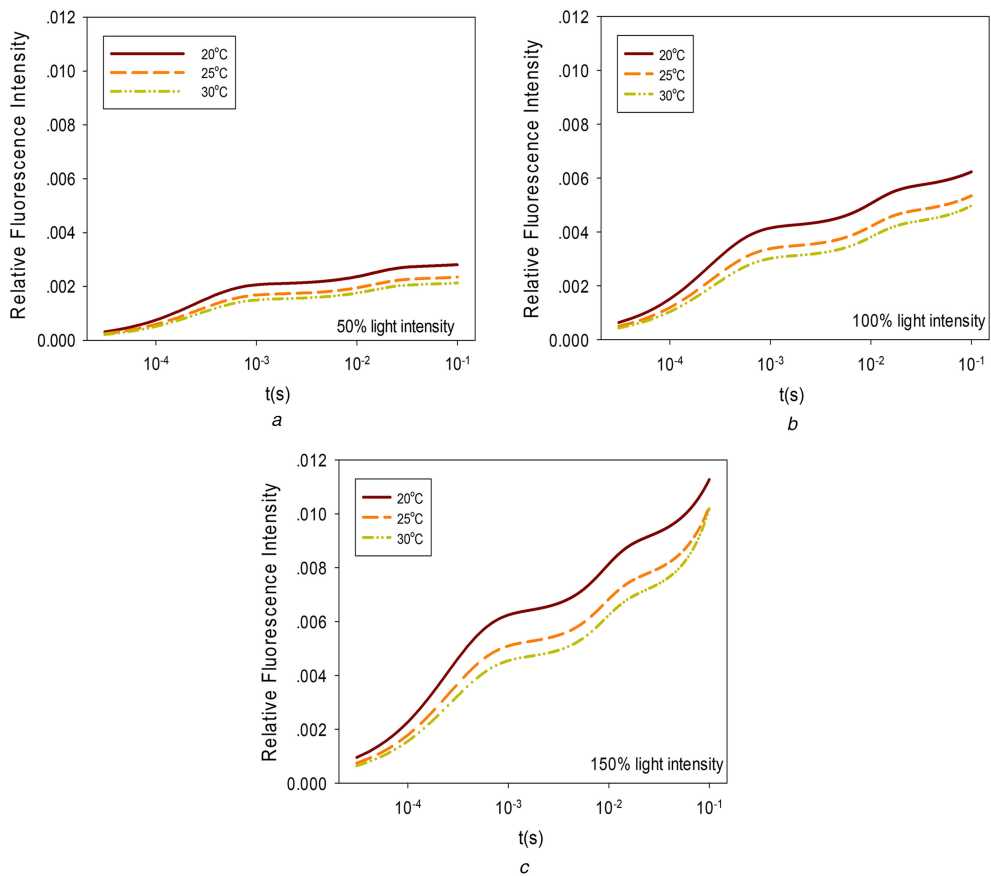 Relative Fluorescence Intensity
.012
.010
.008
.006
.004
.002
0.000
20°C
25°C
30°C
50% light intensity
10-4
10-3
10-2
10-1
t(s)
a
Relative Fluorescence Intensity
.012
.010
.008
.006
.004
.002
0.000
20°C
25°C
30°C
100% light intensity
10-4
10-3
10-2
10-1
t(s)
b
Relative Fluorescence Intensity
.012
.010
.008
.006
.004
.002
0.000
20°C
25°C
30°C
150% light intensity
10-4
10-3
10-2
10-1
t(s)
c